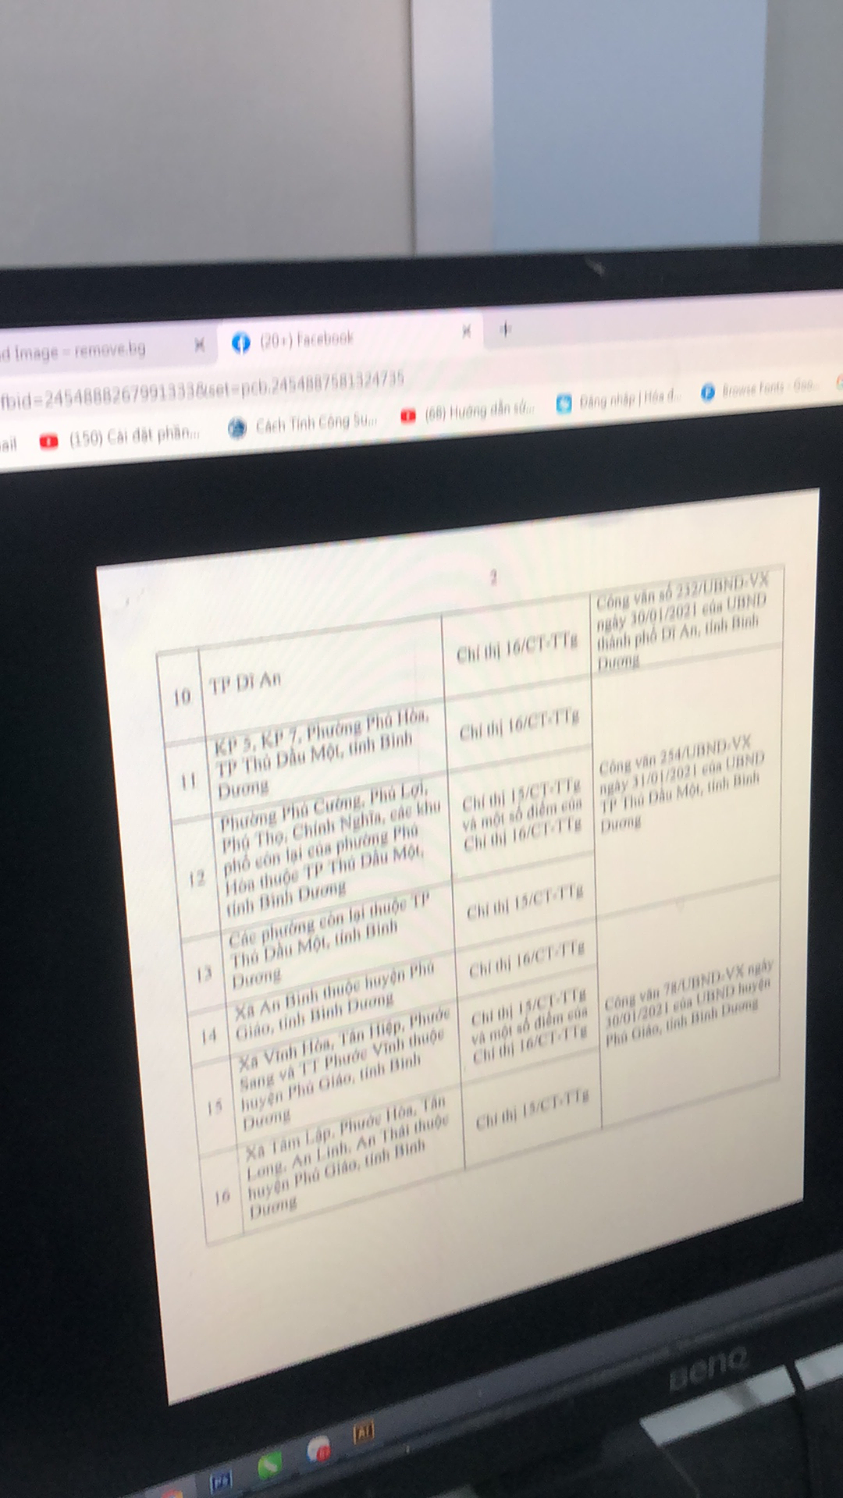 d Image – remove.bg
(20+) Facebook
fbid=2454888267991333&set=pcb.2454887581324735
ail
(150) Cài đặt phần...
Cách Tính Công Su...
(68) Hướng dẫn sử...
Đăng nhập | Hóa đ...
Browse Fonts - Goo...
2
10
TP Dĩ An
Chỉ thị 16/CT-TTg
Công văn số 232/UBND-VX
ngày 30/01/2021 của UBND
thành phố Dĩ An, tỉnh Bình
Dương
11
KP 5, KP 7, Phường Phú Hòa,
TP Thủ Dầu Một, tỉnh Bình
Dương
Chỉ thị 16/CT-TTg
Công văn 254/UBND-VX
ngày 31/01/2021 của UBND
TP Thủ Dầu Một, tỉnh Bình
Dương
12
Phường Phú Cường, Phú Lợi,
Phú Thọ, Chính Nghĩa, các khu
phố còn lại của phường Phú
Hòa thuộc TP Thủ Dầu Một,
tỉnh Bình Dương
Chỉ thị 15/CT-TTg
và một số điểm của
Chỉ thị 16/CT-TTg
13
Các phường còn lại thuộc TP
Thủ Dầu Một, tỉnh Bình
Dương
Chỉ thị 15/CT-TTg
14
Xã An Bình thuộc huyện Phú
Giáo, tỉnh Bình Dương
Chỉ thị 16/CT-TTg
Công văn 78/UBND-VX ngày
30/01/2021 của UBND huyện
Phú Giáo, tỉnh Bình Dương
15
Xã Vĩnh Hòa, Tân Hiệp, Phước
Sang và TT Phước Vĩnh thuộc
huyện Phú Giáo, tỉnh Bình
Dương
Chỉ thị 15/CT-TTg
và một số điểm của
Chỉ thị 16/CT-TTg
16
Xã Tâm Lập, Phước Hòa, Tân
Long, An Linh, An Thái thuộc
huyện Phú Giáo, tỉnh Bình
Dương
Chỉ thị 15/CT-TTg
BenQ
Ps
Ai